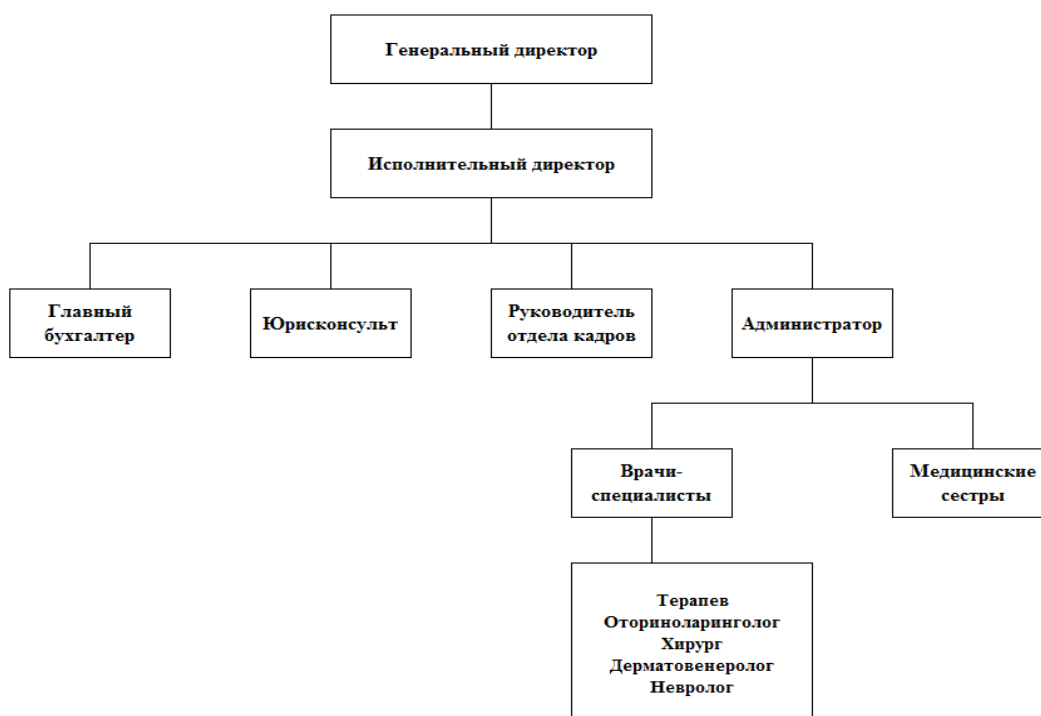 Генеральный директор
Исполнительный директор
Главный
бухгалтер
Юрисконсульт
Руководитель
отдела кадров
Администратор
Врачи-
специалисты
Медицинские
сестры
Терапев
Оториноларинголог
Хирург
Дерматовенеролог
Невролог